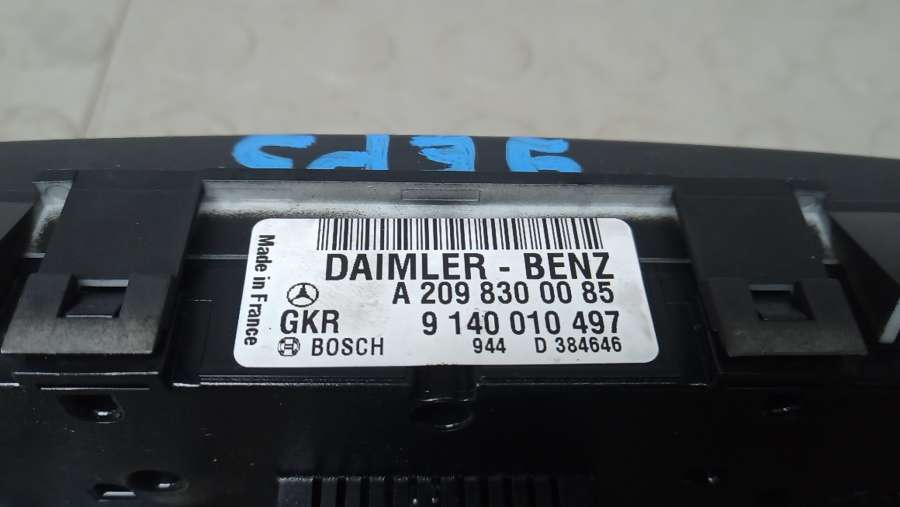 Made in France
DAIMLER - BENZ
A 209 830 00 85
GKR 9 140 010 497
BOSCH 944 D 384646